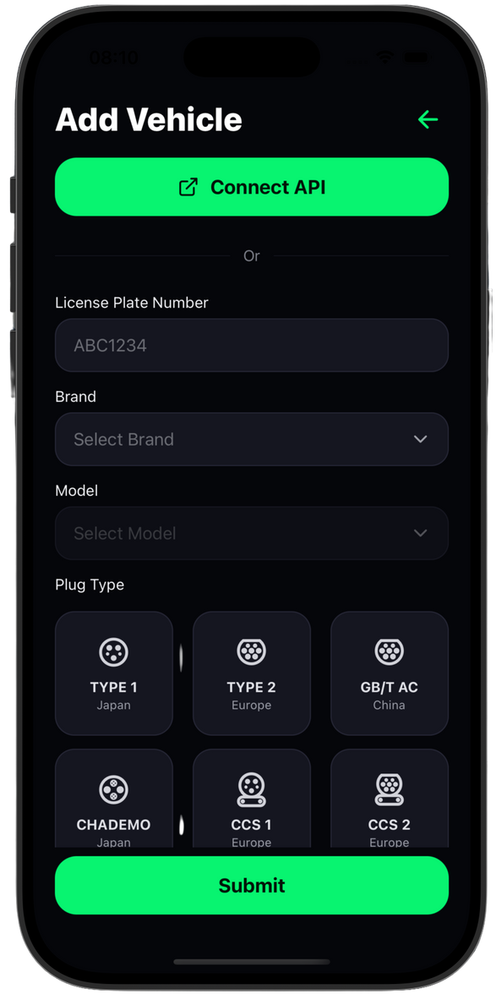 08:10
Add Vehicle
Connect API
Or
License Plate Number
ABC1234
Brand
Select Brand
Model
Select Model
Plug Type
TYPE 1
Japan
TYPE 2
Europe
GB/T AC
China
CHADEMO
Japan
CCS 1
Europe
CCS 2
Europe
Submit